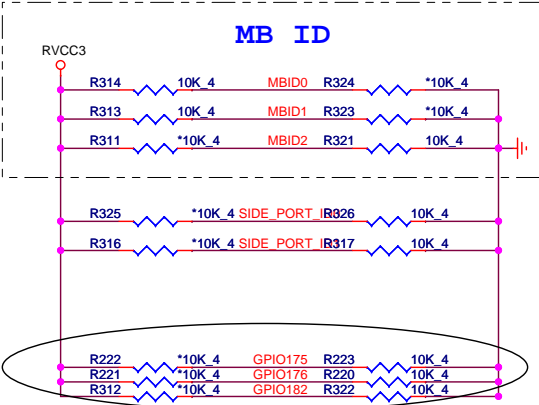 MB ID
RVCC3
R314 10K_4 MBID0 R324 *10K_4
R313 10K_4 MBID1 R323 *10K_4
R311 *10K_4 MBID2 R321 10K_4
R325 *10K_4 R326 10K_4
R316 *10K_4 R317 10K_4
R222 *10K_4 GPIO175 R223 10K_4
R221 *10K_4 GPIO176 R220 10K_4
R312 *10K_4 GPIO182 R322 10K_4